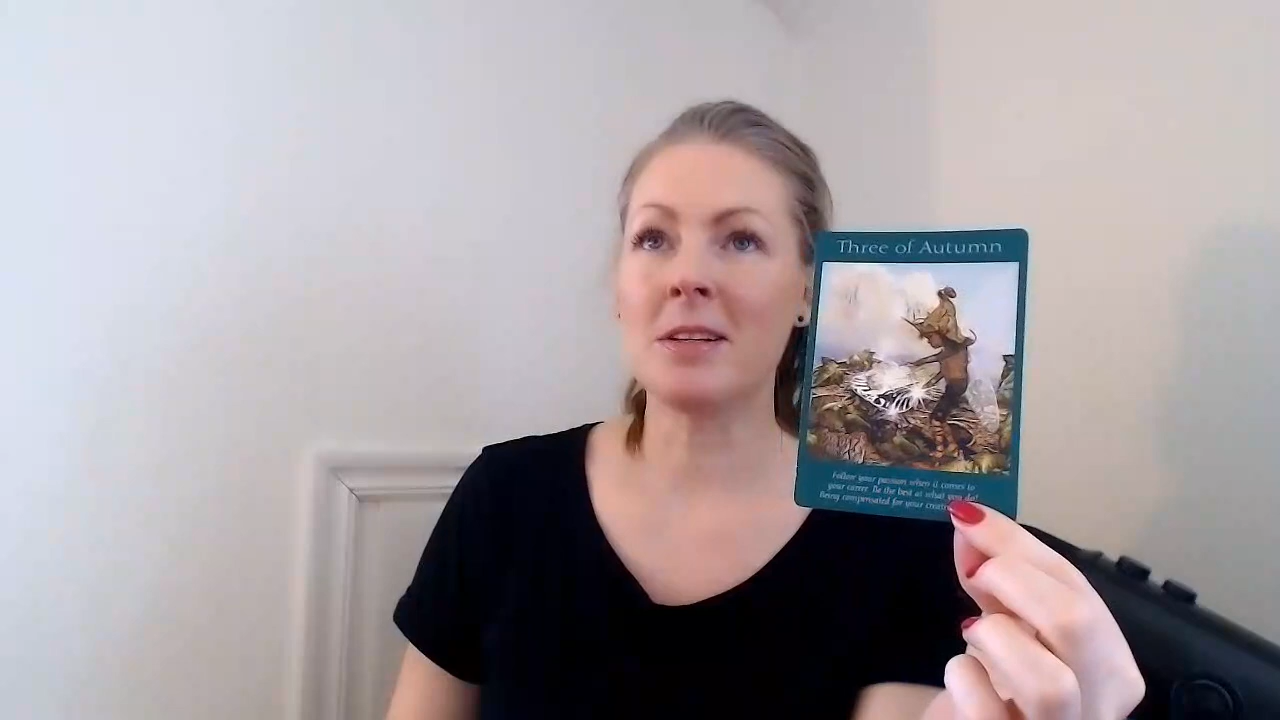 Three of Autumn
Follow your passion when it comes to
your career. Be the best at what you do!
Being compensated for your